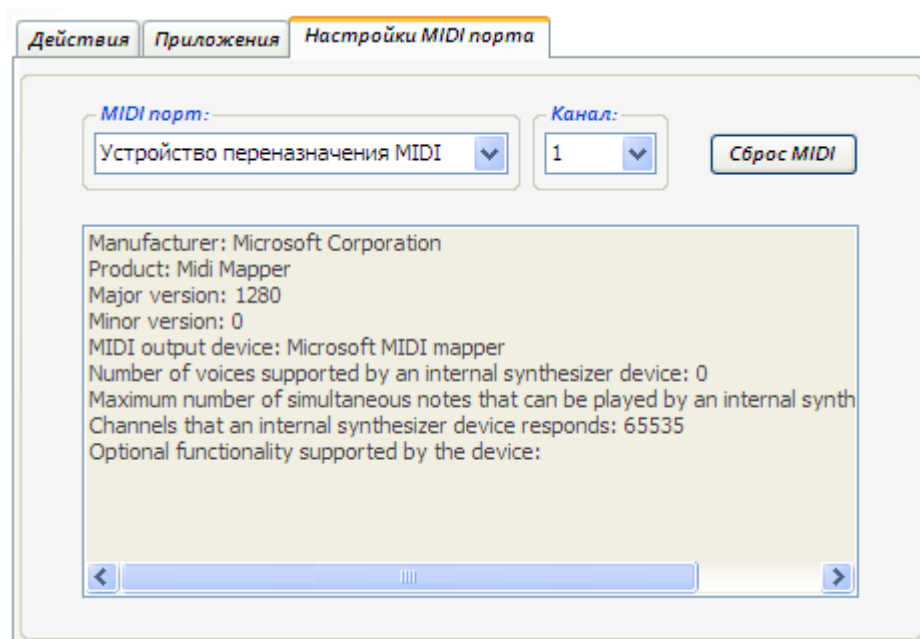 Действия Приложения Настройки MIDI порта
MIDI порт: Канал:
Устройство переназначения MIDI 1 Сброс MIDI
Manufacturer: Microsoft Corporation
Product: Midi Mapper
Major version: 1280
Minor version: 0
MIDI output device: Microsoft MIDI mapper
Number of voices supported by an internal synthesizer device: 0
Maximum number of simultaneous notes that can be played by an internal synth
Channels that an internal synthesizer device responds: 65535
Optional functionality supported by the device: